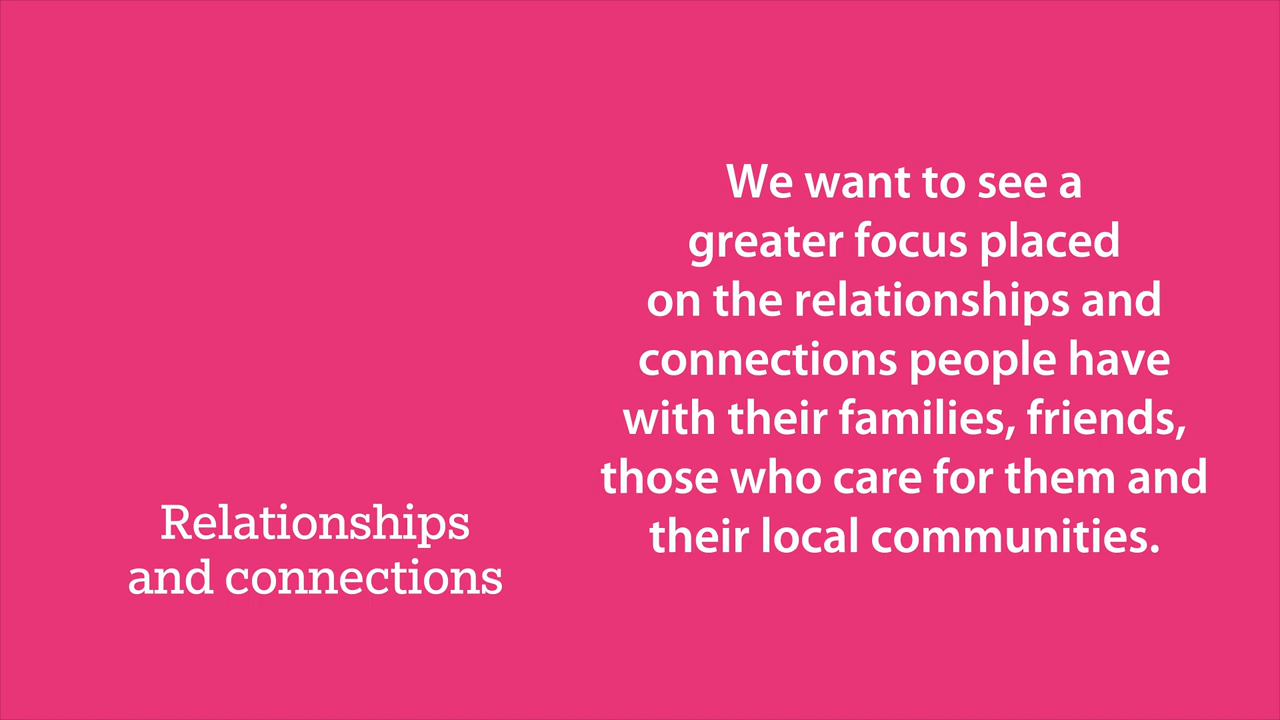 Relationships
and connections
We want to see a
greater focus placed
on the relationships and
connections people have
with their families, friends,
those who care for them and
their local communities.